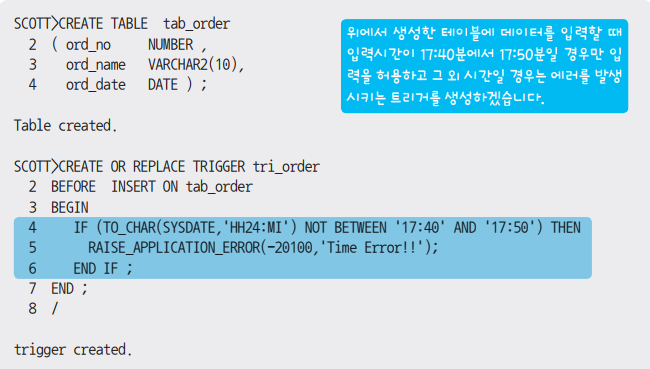 SCOTT>CREATE TABLE  tab_order
2  ( ord_no     NUMBER ,
3    ord_name   VARCHAR2(10),
4    ord_date   DATE ) ;
위에서 생성한 테이블에 데이터를 입력할 때
입력시간이 17:40분에서 17:50분일 경우만 입
력을 허용하고 그 외 시간일 경우는 에러를 발생
시키는 트리거를 생성하겠습니다.
Table created.
SCOTT>CREATE OR REPLACE TRIGGER tri_order
2  BEFORE  INSERT ON tab_order
3  BEGIN
4    IF (TO_CHAR(SYSDATE,'HH24:MI') NOT BETWEEN '17:40' AND '17:50') THEN
5      RAISE_APPLICATION_ERROR(-20100,'Time Error!!');
6    END IF ;
7  END ;
8  /
trigger created.